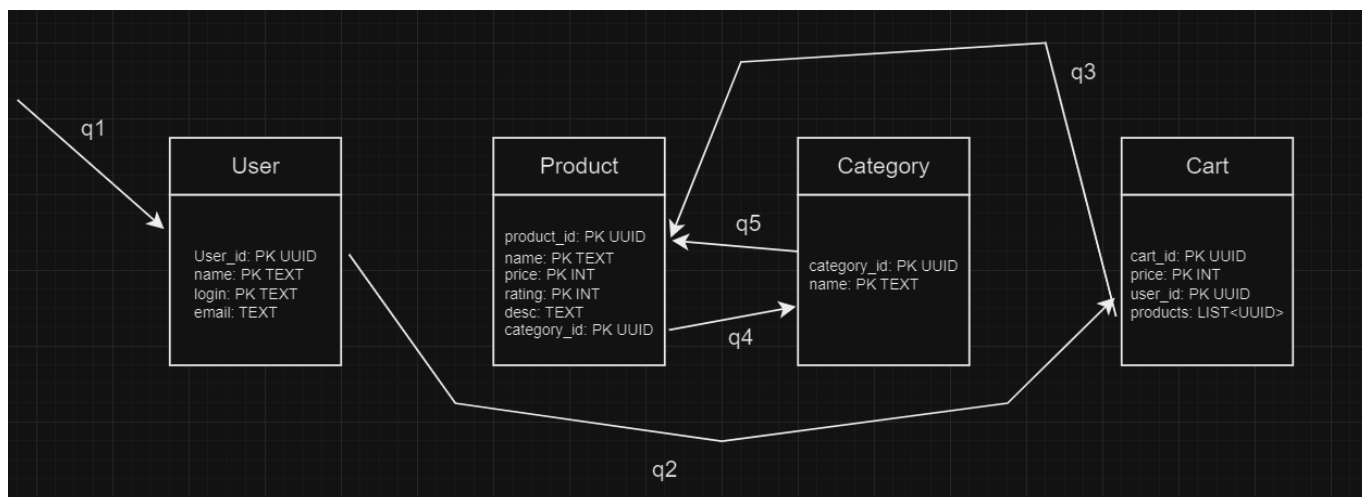 q1
User
User_id: PK UUID
name: PK TEXT
login: PK TEXT
email: TEXT
Product
product_id: PK UUID
name: PK TEXT
price: PK INT
rating: PK INT
desc: TEXT
category_id: PK UUID
q5
q4
Category
category_id: PK UUID
name: PK TEXT
q3
Cart
cart_id: PK UUID
price: PK INT
user_id: PK UUID
products: LIST<UUID>
q2